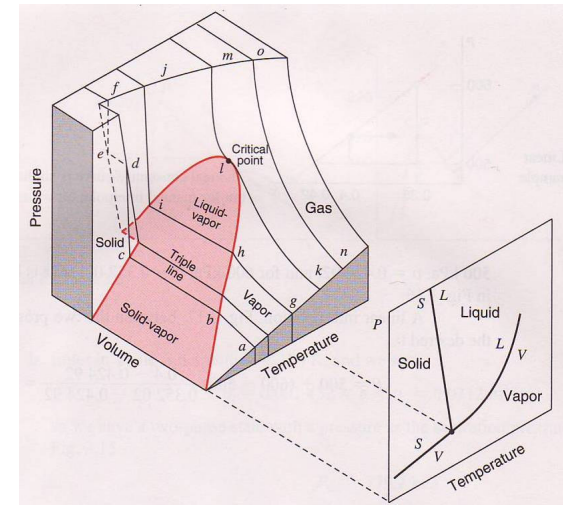 f
j
m
o
e
d
Critical
point
l
Pressure
Liquid-
vapor
i
Gas
Solid
c
Triple
line
h
n
k
Vapor
g
Solid-vapor
b
a
Volume
Temperature
P
S
L
Liquid
Solid
L
V
Vapor
S
V
Temperature